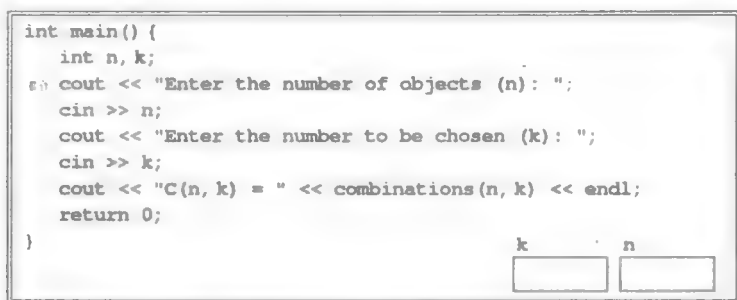 int main() {
   int n, k;
   cout << "Enter the number of objects (n): ";
   cin >> n;
   cout << "Enter the number to be chosen (k): ";
   cin >> k;
   cout << "C(n, k) = " << combinations(n, k) << endl;
   return 0;
}
k n